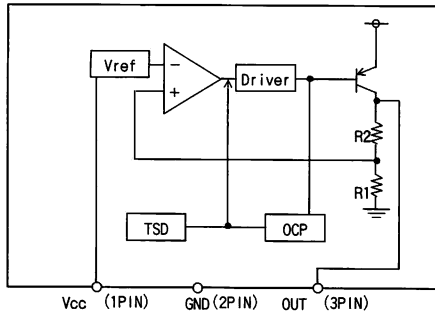 Vref
−
+
Driver
R2
R1
TSD
OCP
Vcc (1PIN)
GND (2PIN)
OUT (3PIN)